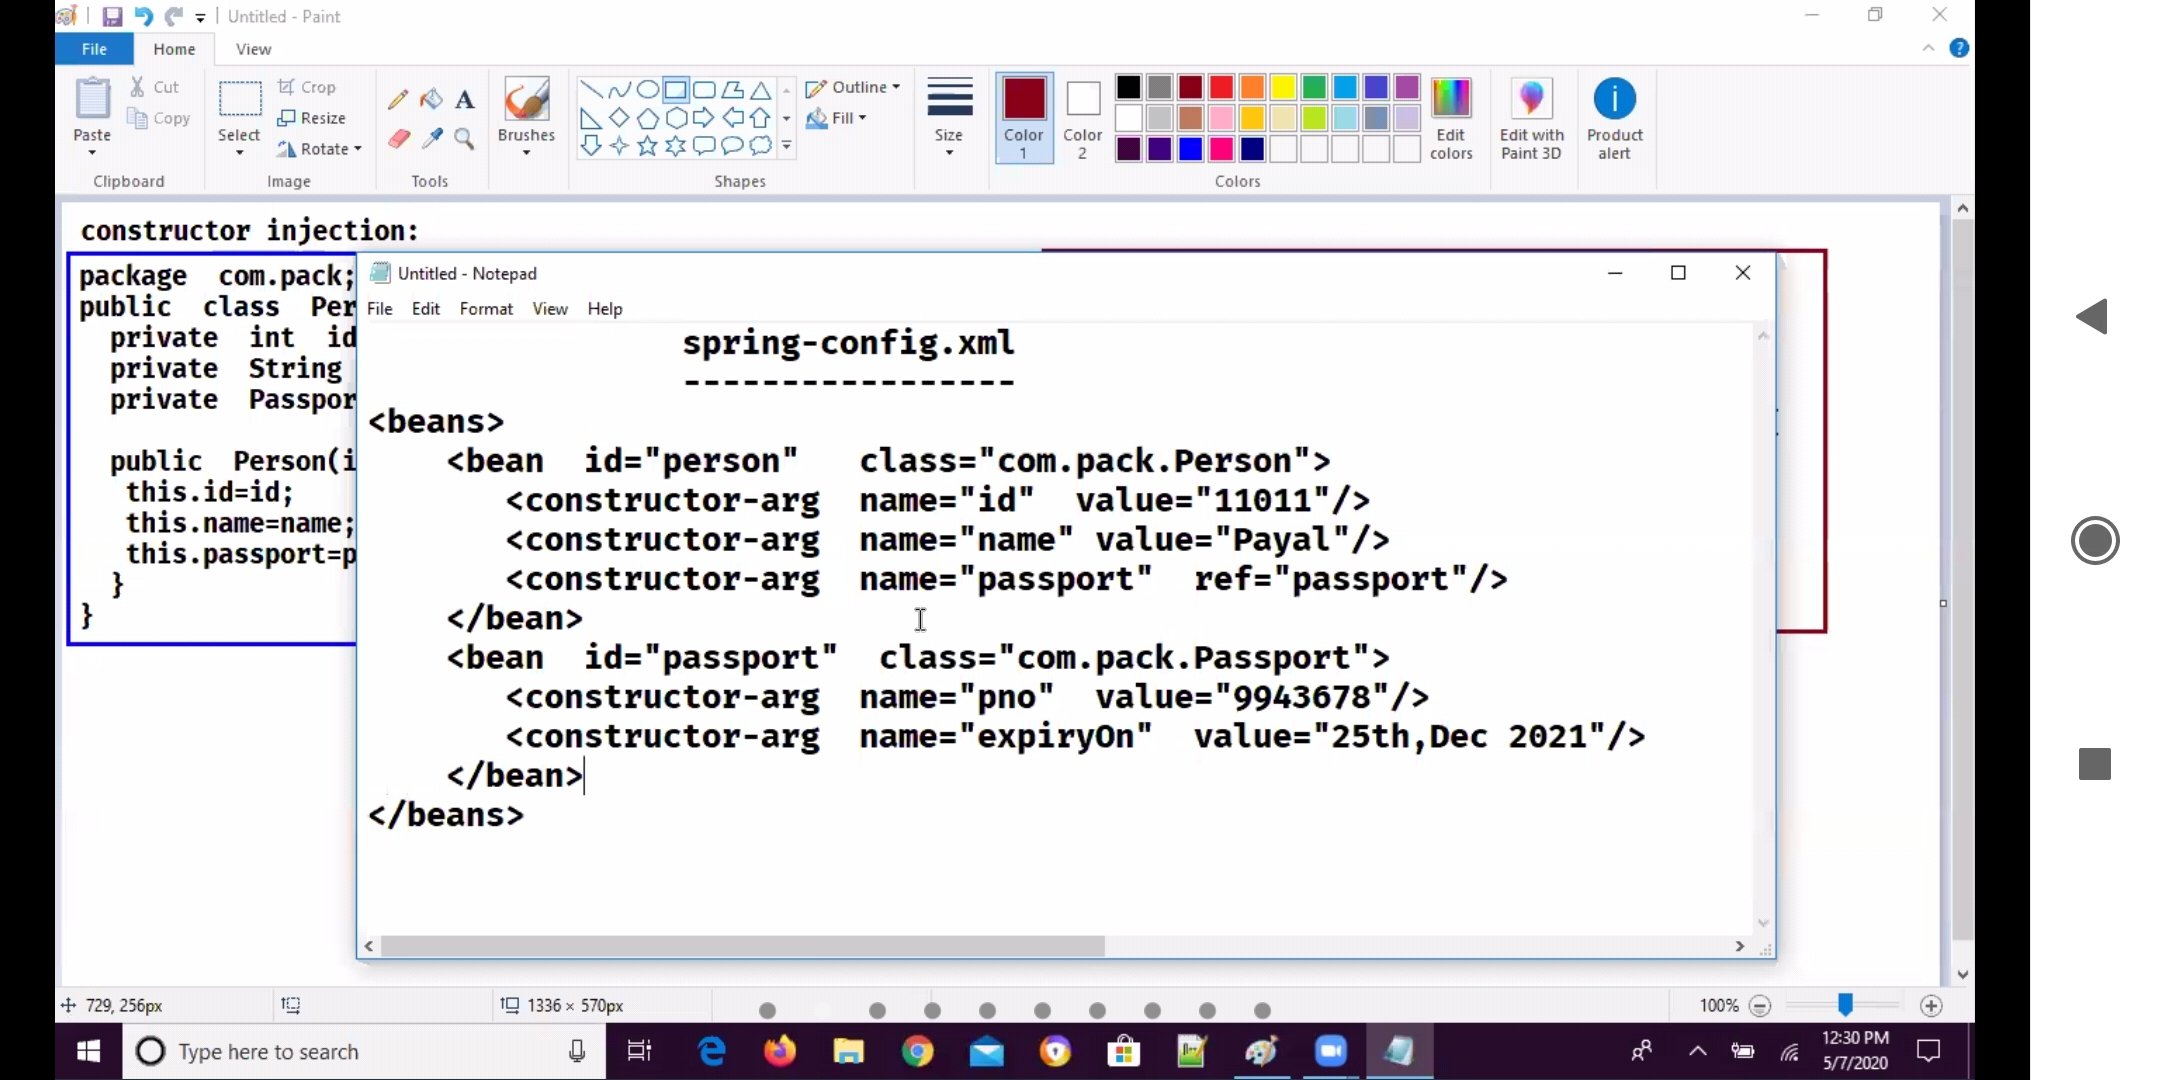 Untitled - Paint
File Home View
Paste
Cut
Copy
Clipboard
Select
Crop
Resize
Rotate
Image
Tools
Brushes
Shapes
Outline
Fill
Size
Color 1
Color 2
Edit colors
Edit with Paint 3D
Product alert
Colors
constructor injection:
package com.pack;
public class Per
private int id
private String
private Passpor
public Person(i
this.id=id;
this.name=name;
this.passport=p
}
}
Untitled - Notepad
File Edit Format View Help
spring-config.xml
-----------------
<beans>
<bean id="person" class="com.pack.Person">
<constructor-arg name="id" value="11011"/>
<constructor-arg name="name" value="Payal"/>
<constructor-arg name="passport" ref="passport"/>
</bean>
<bean id="passport" class="com.pack.Passport">
<constructor-arg name="pno" value="9943678"/>
<constructor-arg name="expiryOn" value="25th,Dec 2021"/>
</bean>
</beans>
729, 256px
1336 × 570px
100%
Type here to search
12:30 PM
5/7/2020